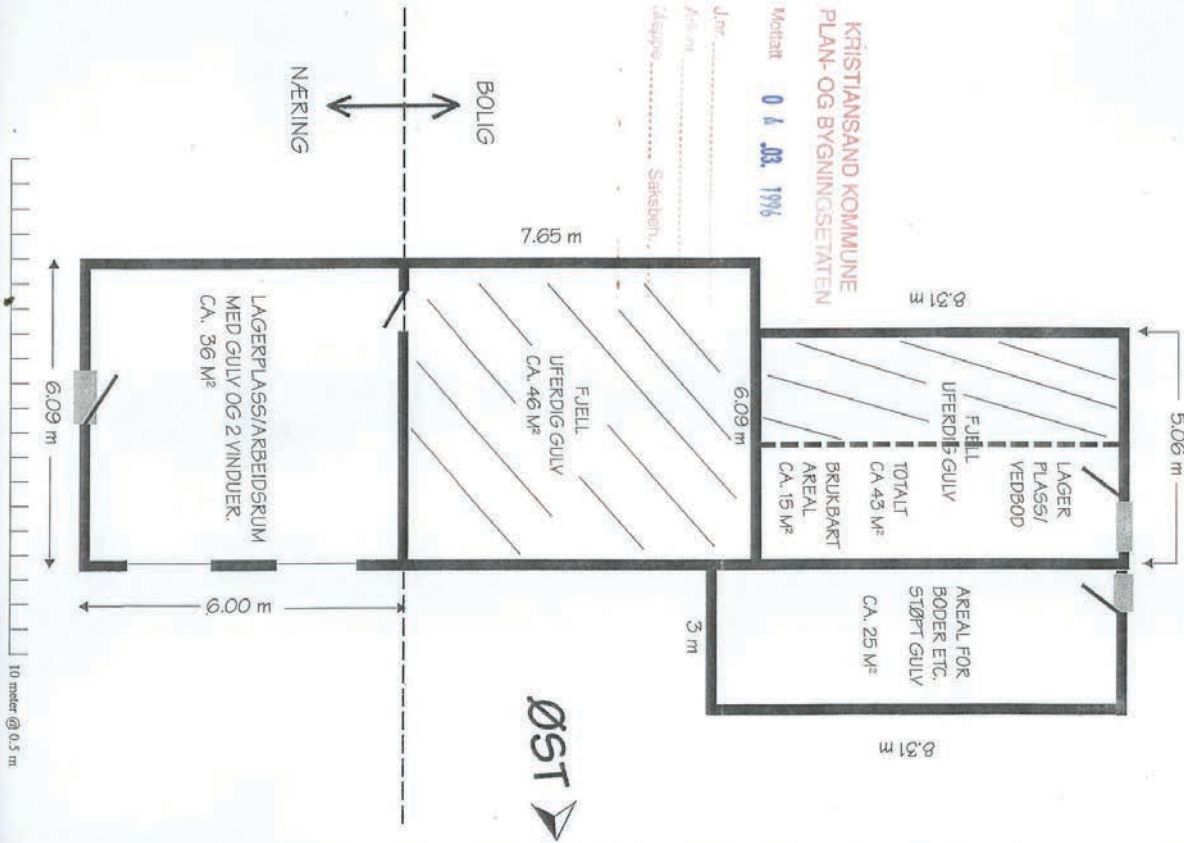 KRISTIANSAND KOMMUNE
PLAN- OG BYGNINGSETATEN
Mottatt 0 4 .03. 1996
J.nr.
Saksbeh.
BOLIG
NÆRING
7.65 m
8.31 m
5.06 m
FJELL
UFERDIG GULV
LAGER
PLASS/
VEDBOD
TOTALT
CA 43 M²
BRUKBART
AREAL
CA. 15 M²
6.09 m
FJELL
UFERDIG GULV
CA. 46 M²
LAGERPLASS/ARBEIDSRUM
MED GULV OG 2 VINDUER.
CA. 36 M²
6.09 m
6.00 m
AREAL FOR
BODER ETC.
STØPT GULV
CA. 25 M²
3 m
8.31 m
ØST
10 meter @ 0.5 m